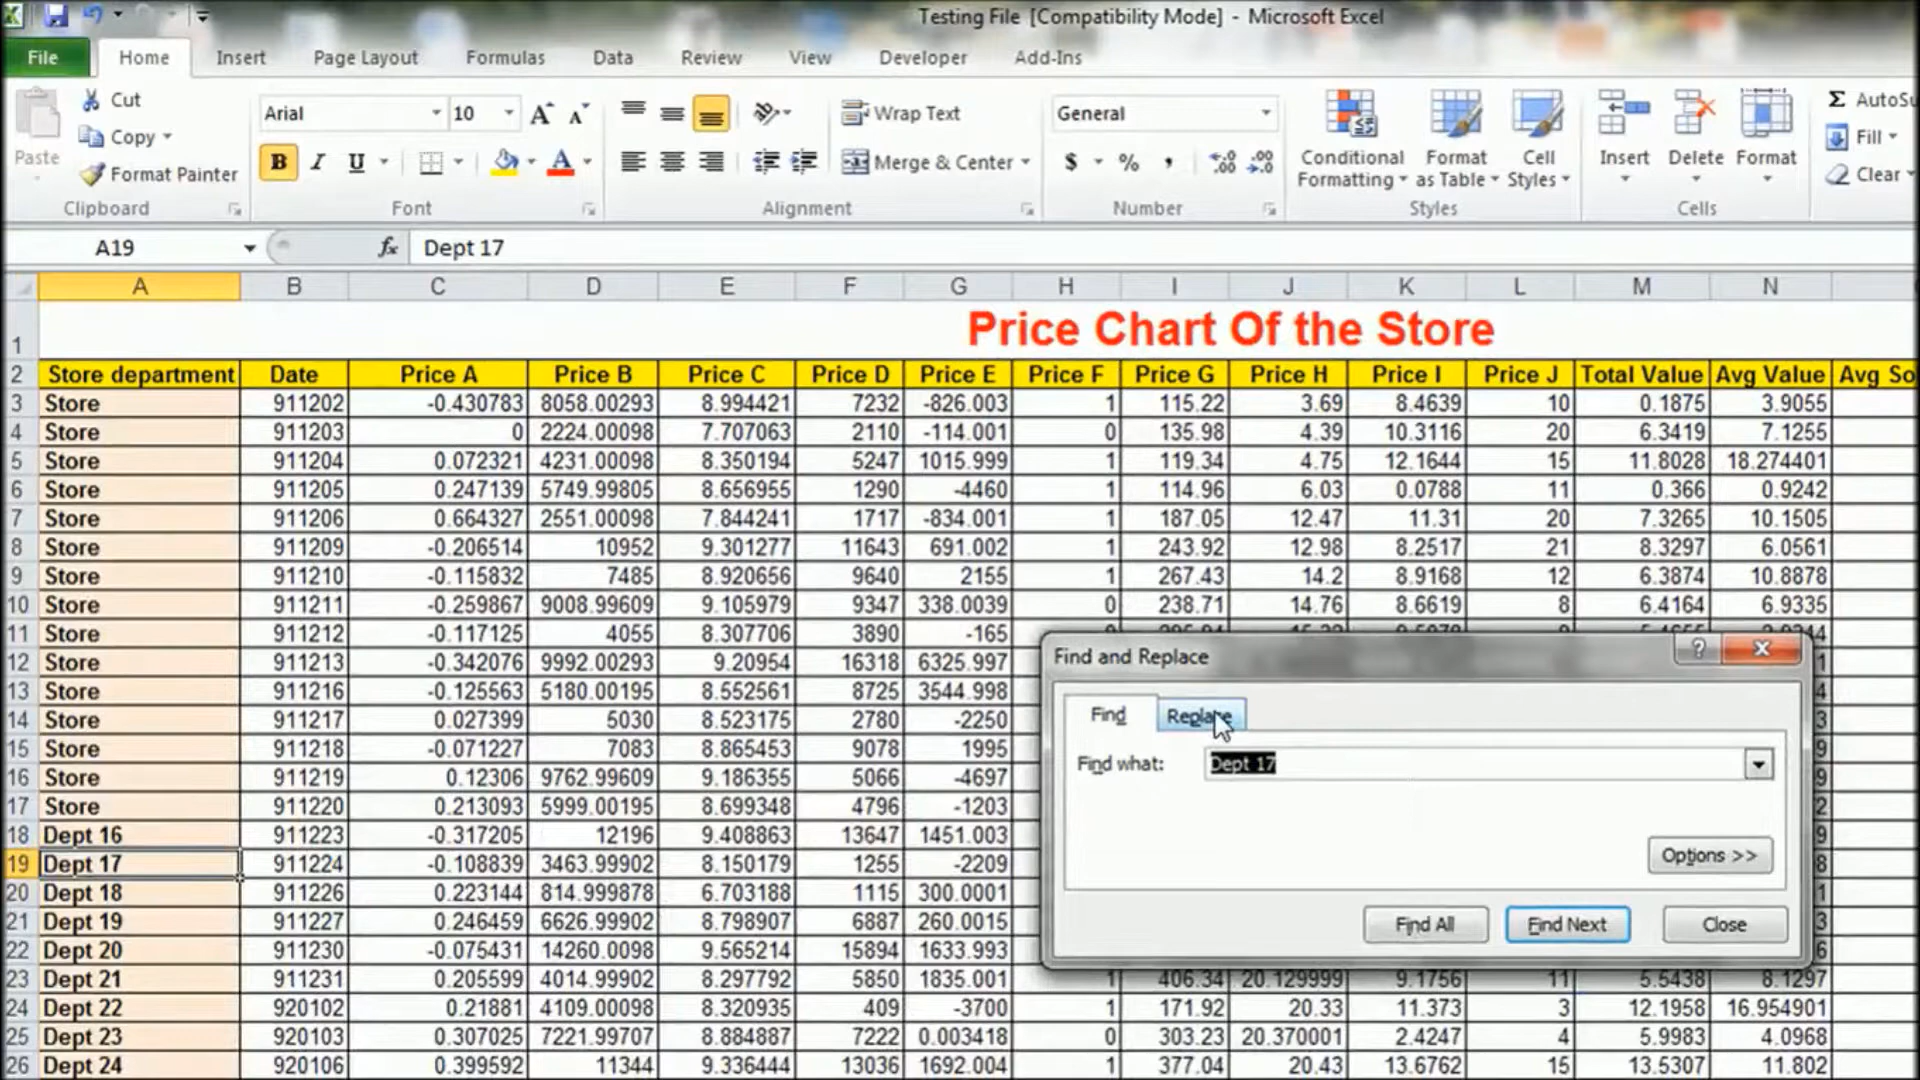 Testing File [Compatibility Mode] - Microsoft Excel
File Home Insert Page Layout Formulas Data Review View Developer Add-Ins
Paste Cut Copy Format Painter
Arial 10 Wrap Text Merge & Center
General $ % ,
Conditional Formatting Format as Table Cell Styles
Insert Delete Format
Σ AutoSu Fill Clear
Clipboard Font Alignment Number Styles Cells
A19 fx Dept 17
A B C D E F G H I J K L M N
1 Price Chart Of the Store
2 Store department Date Price A Price B Price C Price D Price E Price F Price G Price H Price I Price J Total Value Avg Value Avg So
3 Store 911202 -0.430783 8058.00293 8.994421 7232 -826.003 1 115.22 3.69 8.4639 10 0.1875 3.9055
4 Store 911203 0 2224.00098 7.707063 2110 -114.001 0 135.98 4.39 10.3116 20 6.3419 7.1255
5 Store 911204 0.072321 4231.00098 8.350194 5247 1015.999 1 119.34 4.75 12.1644 15 11.8028 18.274401
6 Store 911205 0.247139 5749.99805 8.656955 1290 -4460 1 114.96 6.03 0.0788 11 0.366 0.9242
7 Store 911206 0.664327 2551.00098 7.844241 1717 -834.001 1 187.05 12.47 11.31 20 7.3265 10.1505
8 Store 911209 -0.206514 10952 9.301277 11643 691.002 1 243.92 12.98 8.2517 21 8.3297 6.0561
9 Store 911210 -0.115832 7485 8.920656 9640 2155 1 267.43 14.2 8.9168 12 6.3874 10.8878
10 Store 911211 -0.259867 9008.99609 9.105979 9347 338.0039 0 238.71 14.76 8.6619 8 6.4164 6.9335
11 Store 911212 -0.117125 4055 8.307706 3890 -165
12 Store 911213 -0.342076 9992.00293 9.20954 16318 6325.997 1
13 Store 911216 -0.125563 5180.00195 8.552561 8725 3544.998 4
14 Store 911217 0.027399 5030 8.523175 2780 -2250 3
15 Store 911218 -0.071227 7083 8.865453 9078 1995 9
16 Store 911219 0.12306 9762.99609 9.186355 5066 -4697 9
17 Store 911220 0.213093 5999.00195 8.699348 4796 -1203 2
18 Dept 16 911223 -0.317205 12196 9.408863 13647 1451.003 9
19 Dept 17 911224 -0.108839 3463.99902 8.150179 1255 -2209 8
20 Dept 18 911226 0.223144 814.999878 6.703188 1115 300.0001 1
21 Dept 19 911227 0.246459 6626.99902 8.798907 6887 260.0015 3
22 Dept 20 911230 -0.075431 14260.0098 9.565214 15894 1633.993 6
23 Dept 21 911231 0.205599 4014.99902 8.297792 5850 1835.001 1 406.34 20.129999 9.1756 11 5.5438 8.1297
24 Dept 22 920102 0.21881 4109.00098 8.320935 409 -3700 1 171.92 20.33 11.373 3 12.1958 16.954901
25 Dept 23 920103 0.307025 7221.99707 8.884887 7222 0.003418 0 303.23 20.370001 2.4247 4 5.9983 4.0968
26 Dept 24 920106 0.399592 11344 9.336444 13036 1692.004 1 377.04 20.43 13.6762 15 13.5307 11.802
Find and Replace
Find Replace
Find what: Dept 17
Options >>
Find All Find Next Close